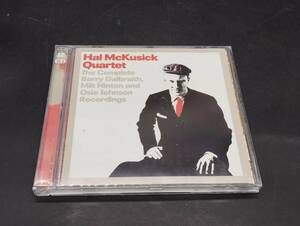 Hal McKusick
Quartet
The Complete
Barry Galbraith,
Milt Hinton and
Osie Johnson
Recordings